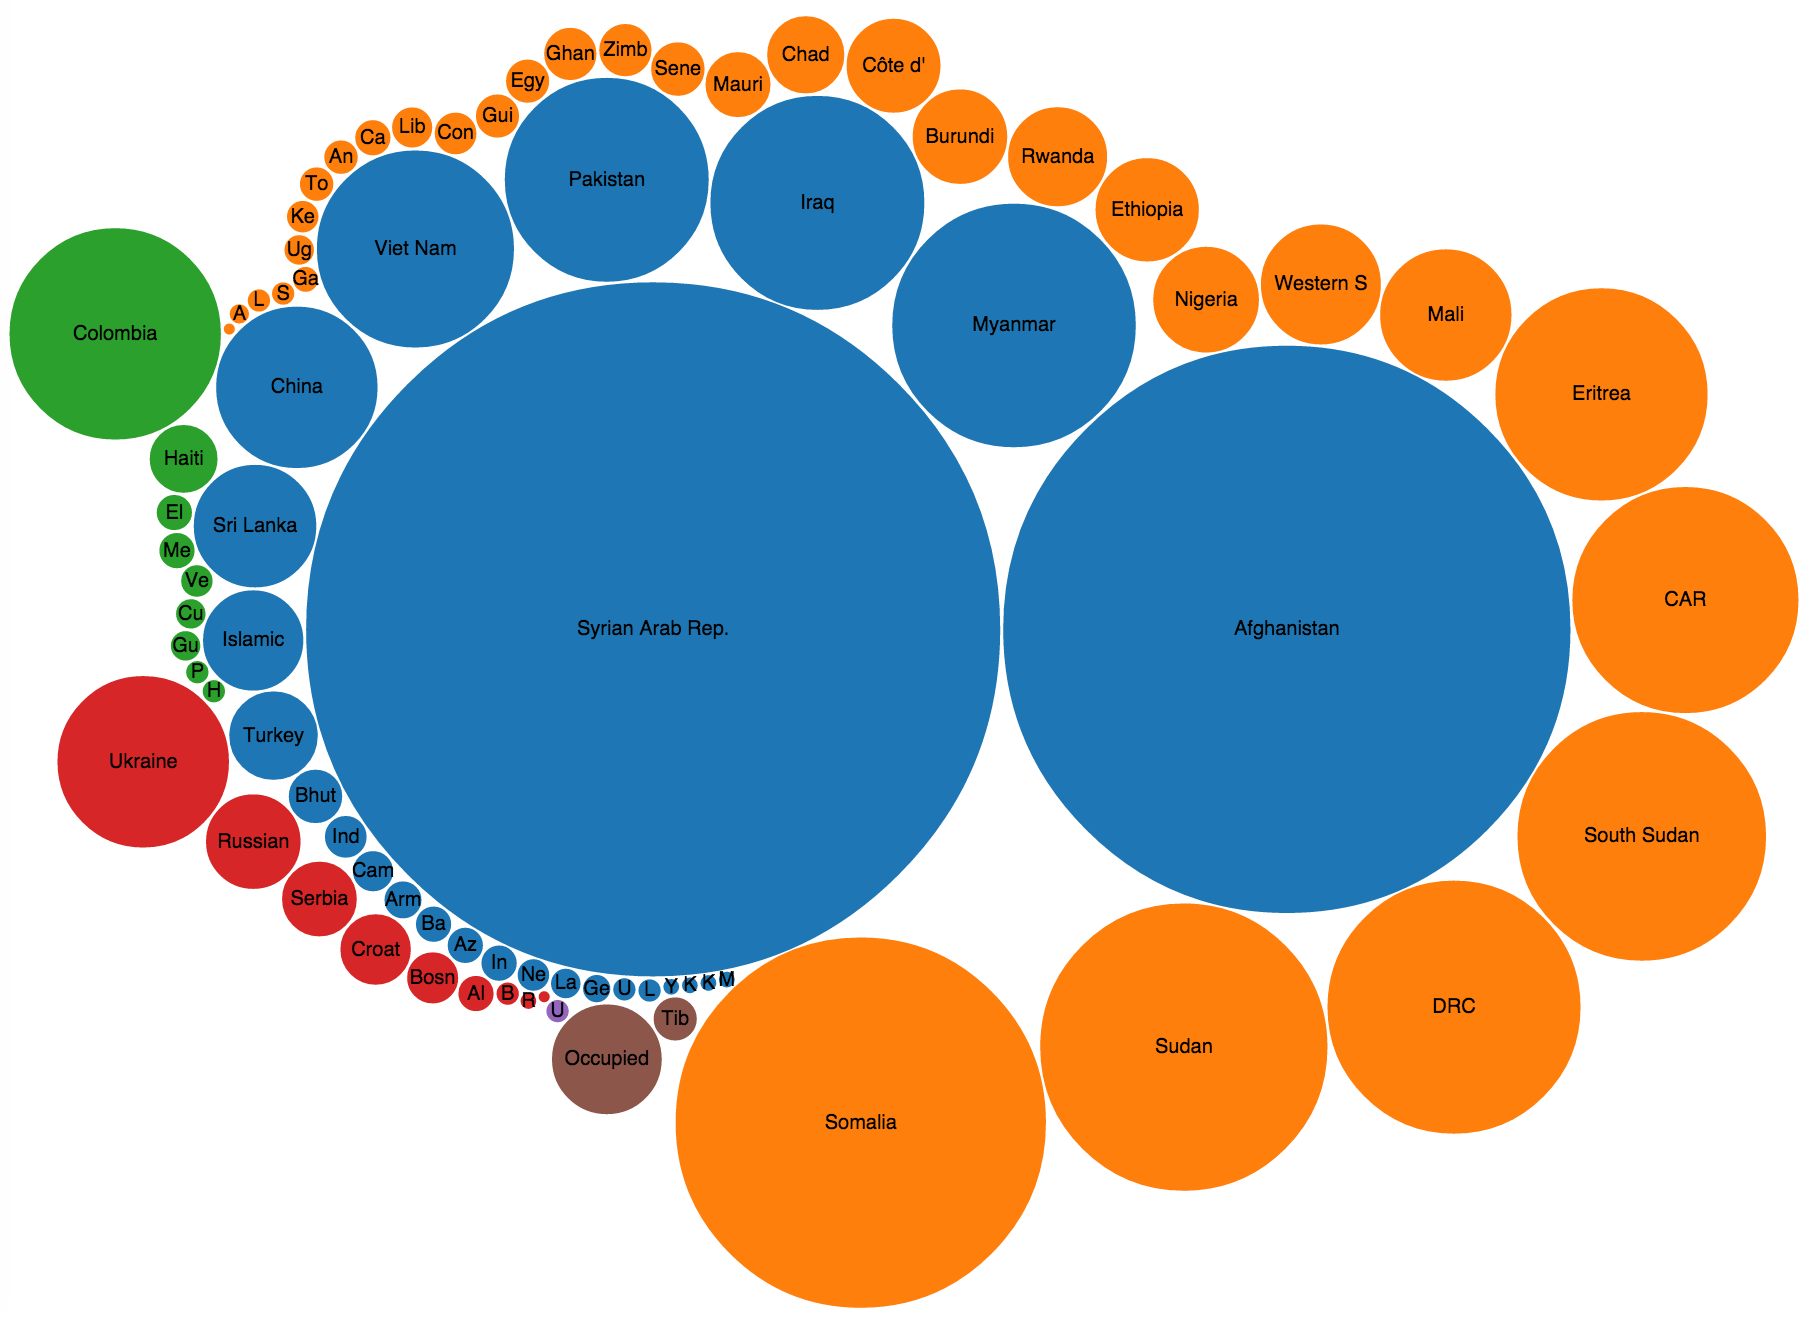 Chad
Côte d'
Zimb
Ghan
Sene
Egy
Mauri
Gui
Lib
Con
Ca
Burundi
An
Rwanda
Pakistan
To
Iraq
Ethiopia
Ke
Viet Nam
Ug
Ga
Western S
S
L
Nigeria
A
Mali
Myanmar
Colombia
China
Eritrea
Haiti
El
Sri Lanka
Me
Ve
CAR
Cu
Syrian Arab Rep.
Afghanistan
Islamic
Gu
P
H
Turkey
Ukraine
Bhut
South Sudan
Ind
Russian
Cam
Serbia
Arm
Ba
Az
Croat
In
Ne
Bosn
La
Ge
U
L
Y
K
K
M
Al
B
R
DRC
U
Tib
Sudan
Occupied
Somalia